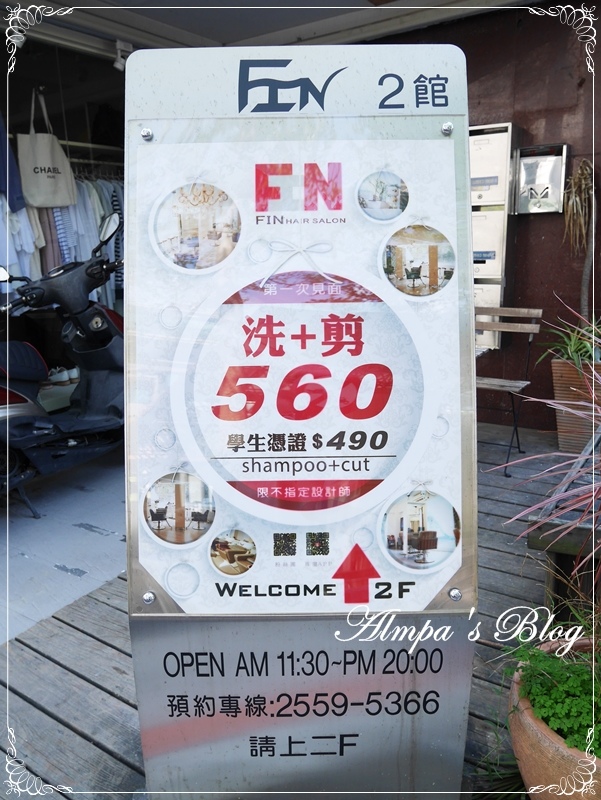 FIN 2館
CHANEL
FIN
FIN HAIR SALON
第一次見面
洗+剪
560
學生憑證$490
shampoo+cut
限不指定設計師
WELCOME 2F
Almpa's Blog
OPEN AM 11:30~PM 20:00
預約專線:2559-5366
請上二F